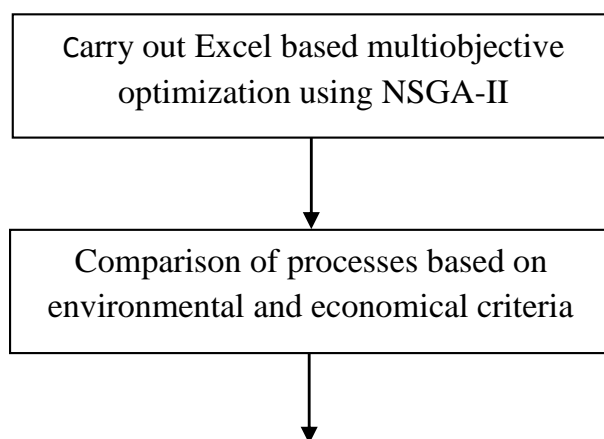 Carry out Excel based multiobjective
optimization using NSGA-II
Comparison of processes based on
environmental and economical criteria